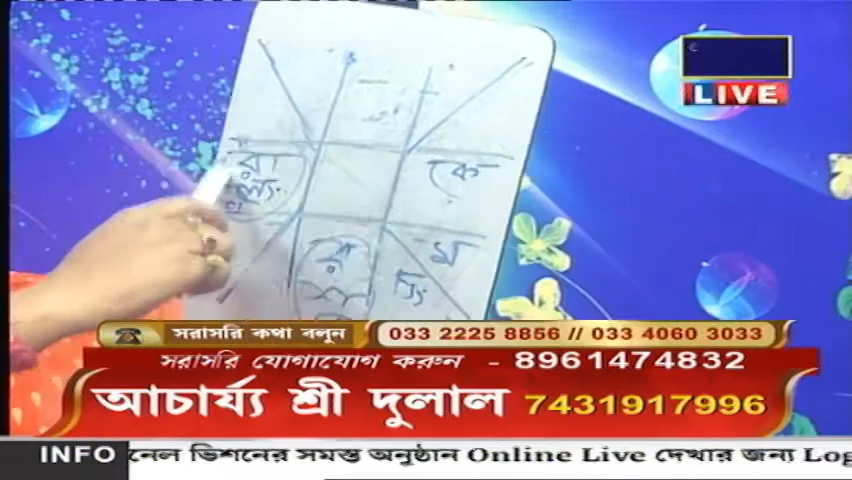 LIVE
রা
কে
র
ম
সরাসরি কথা বলুন
033 2225 8856 // 033 4060 3033
সরাসরি যোগাযোগ করুন - 8961474832
আচার্য্য শ্রী দুলাল 7431917996
INFO নেল ভিশনের সমস্ত অনুষ্ঠান Online Live দেখার জন্য Log